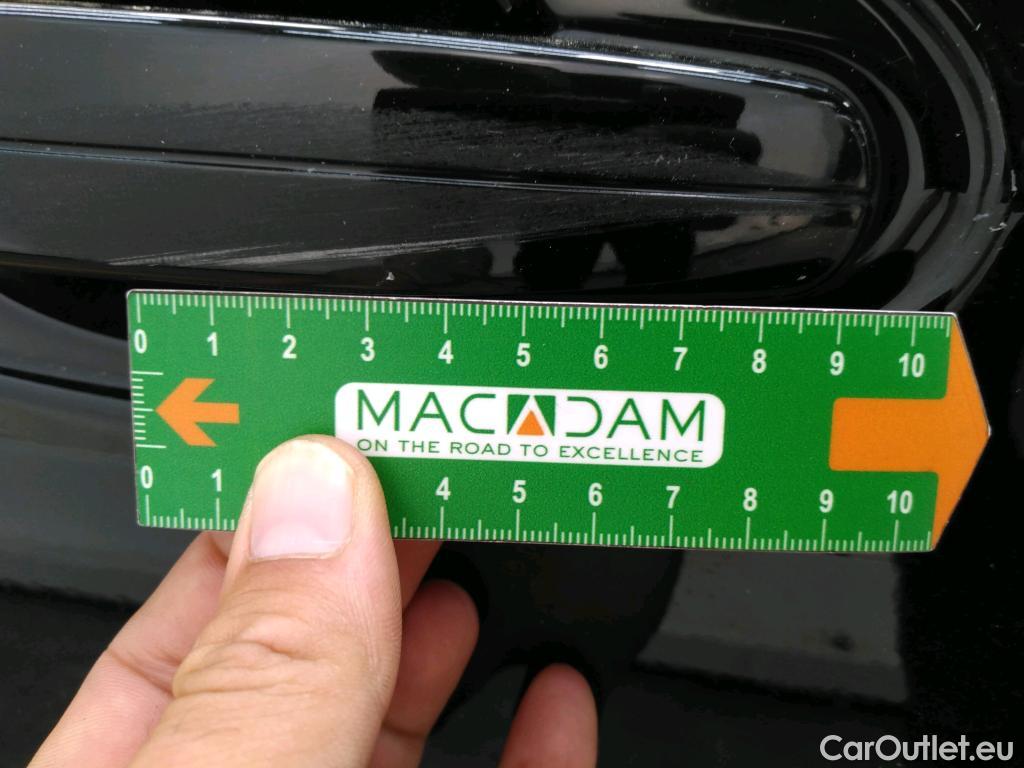 0 1 2 3 4 5 6 7 8 9 10
MACADAM
ON THE ROAD TO EXCELLENCE
0 1 4 5 6 7 8 9 10
CarOutlet.eu